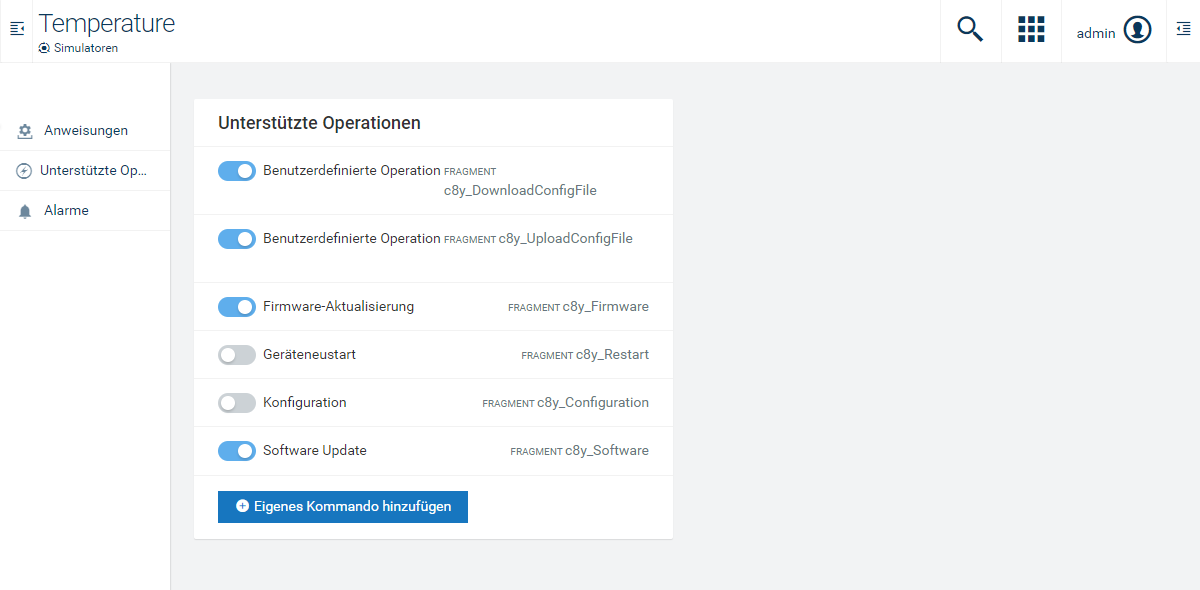 Temperature
Simulatoren
admin
Anweisungen
Unterstützte Op...
Alarme
Unterstützte Operationen
Benutzerdefinierte Operation FRAGMENT
c8y_DownloadConfigFile
Benutzerdefinierte Operation FRAGMENT c8y_UploadConfigFile
Firmware-Aktualisierung FRAGMENT c8y_Firmware
Geräteneustart FRAGMENT c8y_Restart
Konfiguration FRAGMENT c8y_Configuration
Software Update FRAGMENT c8y_Software
Eigenes Kommando hinzufügen